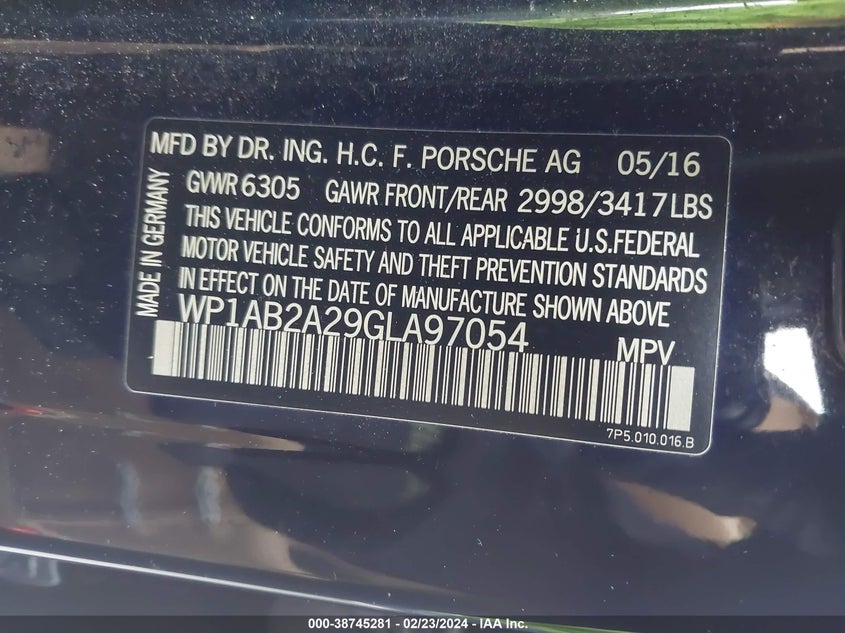 MFD BY DR. ING. H.C. F. PORSCHE AG 05/16
GVWR 6305 GAWR FRONT/REAR 2998/3417LBS
THIS VEHICLE CONFORMS TO ALL APPLICABLE U.S.FEDERAL
MOTOR VEHICLE SAFETY AND THEFT PREVENTION STANDARDS
IN EFFECT ON THE DATE OF MANUFACTURE SHOWN ABOVE
WP1AB2A29GLA97054 MPV
7P5.010.016.B
MADE IN GERMANY
000-38745281 - 02/23/2024 - IAA Inc.